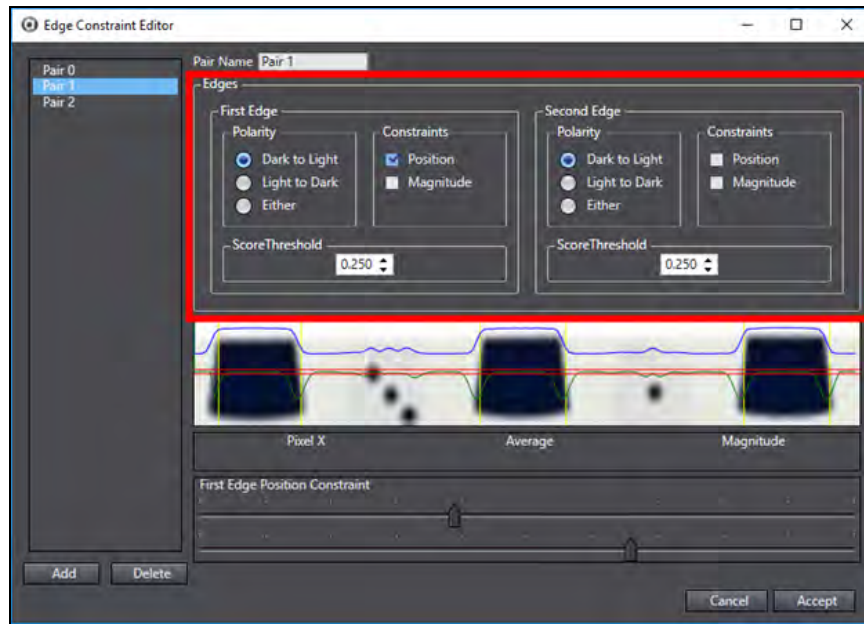 Edge Constraint Editor
Pair 0
Pair 1
Pair 2
Pair Name Pair 1
Edges
First Edge
Polarity
Dark to Light
Light to Dark
Either
Constraints
Position
Magnitude
ScoreThreshold
0.250
Second Edge
Polarity
Dark to Light
Light to Dark
Either
Constraints
Position
Magnitude
ScoreThreshold
0.250
Pixel X Average Magnitude
First Edge Position Constraint
Add Delete
Cancel Accept